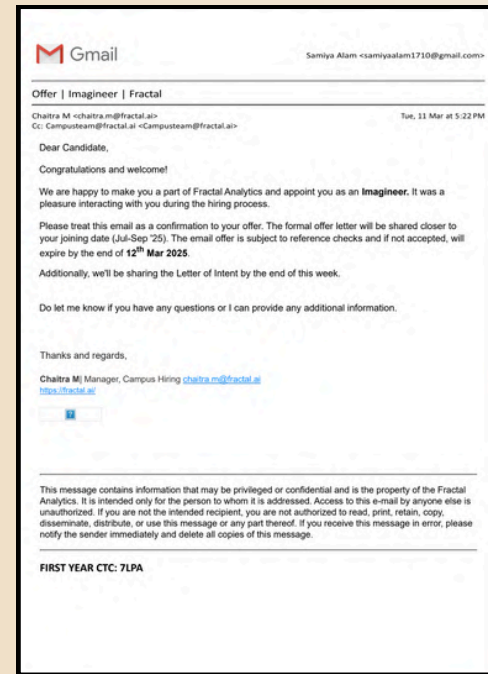 Gmail
Samiya Alam <samiyaalam1710@gmail.com>
Offer | Imagineer | Fractal
Chaitra M <chaitra.m@fractal.ai>
Tue, 11 Mar at 5:22 PM
Cc: Campusteam@fractal.ai <Campusteam@fractal.ai>
Dear Candidate,
Congratulations and welcome!
We are happy to make you a part of Fractal Analytics and appoint you as an Imagineer. It was a
pleasure interacting with you during the hiring process.
Please treat this email as a confirmation to your offer. The formal offer letter will be shared closer to
your joining date (Jul-Sep '25). The email offer is subject to reference checks and if not accepted, will
expire by the end of 12th Mar 2025.
Additionally, we'll be sharing the Letter of Intent by the end of this week.
Do let me know if you have any questions or I can provide any additional information.
Thanks and regards,
Chaitra M| Manager, Campus Hiring chaitra.m@fractal.ai
https://fractal.ai/
This message contains information that may be privileged or confidential and is the property of the Fractal
Analytics. It is intended only for the person to whom it is addressed. Access to this e-mail by anyone else is
unauthorized. If you are not the intended recipient, you are not authorized to read, print, retain, copy,
disseminate, distribute, or use this message or any part thereof. If you receive this message in error, please
notify the sender immediately and delete all copies of this message.
FIRST YEAR CTC: 7LPA